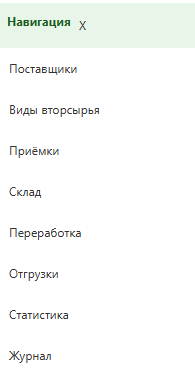 Навигация X
Поставщики
Виды вторсырья
Приёмки
Склад
Переработка
Отгрузки
Статистика
Журнал